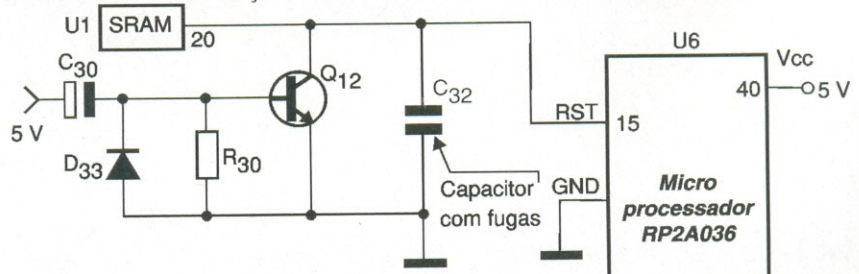 U1 SRAM 20
C30
5 V
D33
R30
Q12
C32
Capacitor
com fugas
U6
Vcc
40
5 V
RST
15
GND
Micro
processador
RP2A036